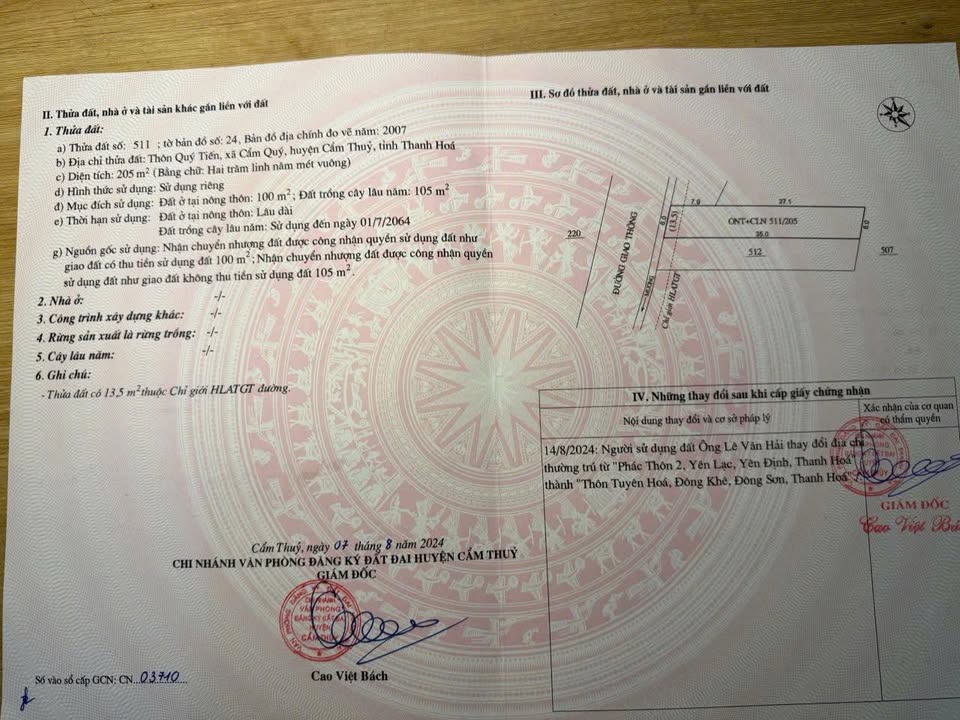 II. Thửa đất, nhà ở và tài sản khác gắn liền với đất
1. Thửa đất:
a) Thửa đất số: 511 ; tờ bản đồ số: 24, Bản đồ địa chính đo vẽ năm: 2007
b) Địa chỉ thửa đất: Thôn Quý Tiến, xã Cẩm Quý, huyện Cẩm Thuỷ, tỉnh Thanh Hoá
c) Diện tích: 205 m² (Bằng chữ: Hai trăm linh năm mét vuông)
d) Hình thức sử dụng: Sử dụng riêng
đ) Mục đích sử dụng: Đất ở tại nông thôn: 100 m²; Đất trồng cây lâu năm: 105 m²
e) Thời hạn sử dụng: Đất ở tại nông thôn: Lâu dài
Đất trồng cây lâu năm: Sử dụng đến ngày 01/7/2064
g) Nguồn gốc sử dụng: Nhận chuyển nhượng đất được công nhận quyền sử dụng đất như
giao đất có thu tiền sử dụng đất 100 m²; Nhận chuyển nhượng đất được công nhận quyền
sử dụng đất như giao đất không thu tiền sử dụng đất 105 m².
2. Nhà ở: -/-
3. Công trình xây dựng khác: -/-
4. Rừng sản xuất là rừng trồng: -/-
5. Cây lâu năm: -/-
6. Ghi chú:
- Thửa đất có 13,5 m² thuộc Chỉ giới HLATGT đường.
Cẩm Thuỷ, ngày 07 tháng 8 năm 2024
CHI NHÁNH VĂN PHÒNG ĐĂNG KÝ ĐẤT ĐAI HUYỆN CẨM THUỶ
GIÁM ĐỐC
Cao Việt Bách
Số vào sổ cấp GCN: CN 03710
III. Sơ đồ thửa đất, nhà ở và tài sản gắn liền với đất
7.9
27.1
220
ĐƯỜNG GIAO THÔNG
6.0
(13.5)
ONT+CLN 511/205
6.0
35.0
512
507
MƯƠNG
Chỉ giới HLATGT
IV. Những thay đổi sau khi cấp giấy chứng nhận
Nội dung thay đổi và cơ sở pháp lý
Xác nhận của cơ quan
có thẩm quyền
14/8/2024: Người sử dụng đất Ông Lê Văn Hải thay đổi địa chỉ
thường trú từ "Phác Thôn 2, Yên Lạc, Yên Định, Thanh Hoá"
thành "Thôn Tuyên Hoá, Đông Khê, Đông Sơn, Thanh Hoá"./.
GIÁM ĐỐC
Cao Việt